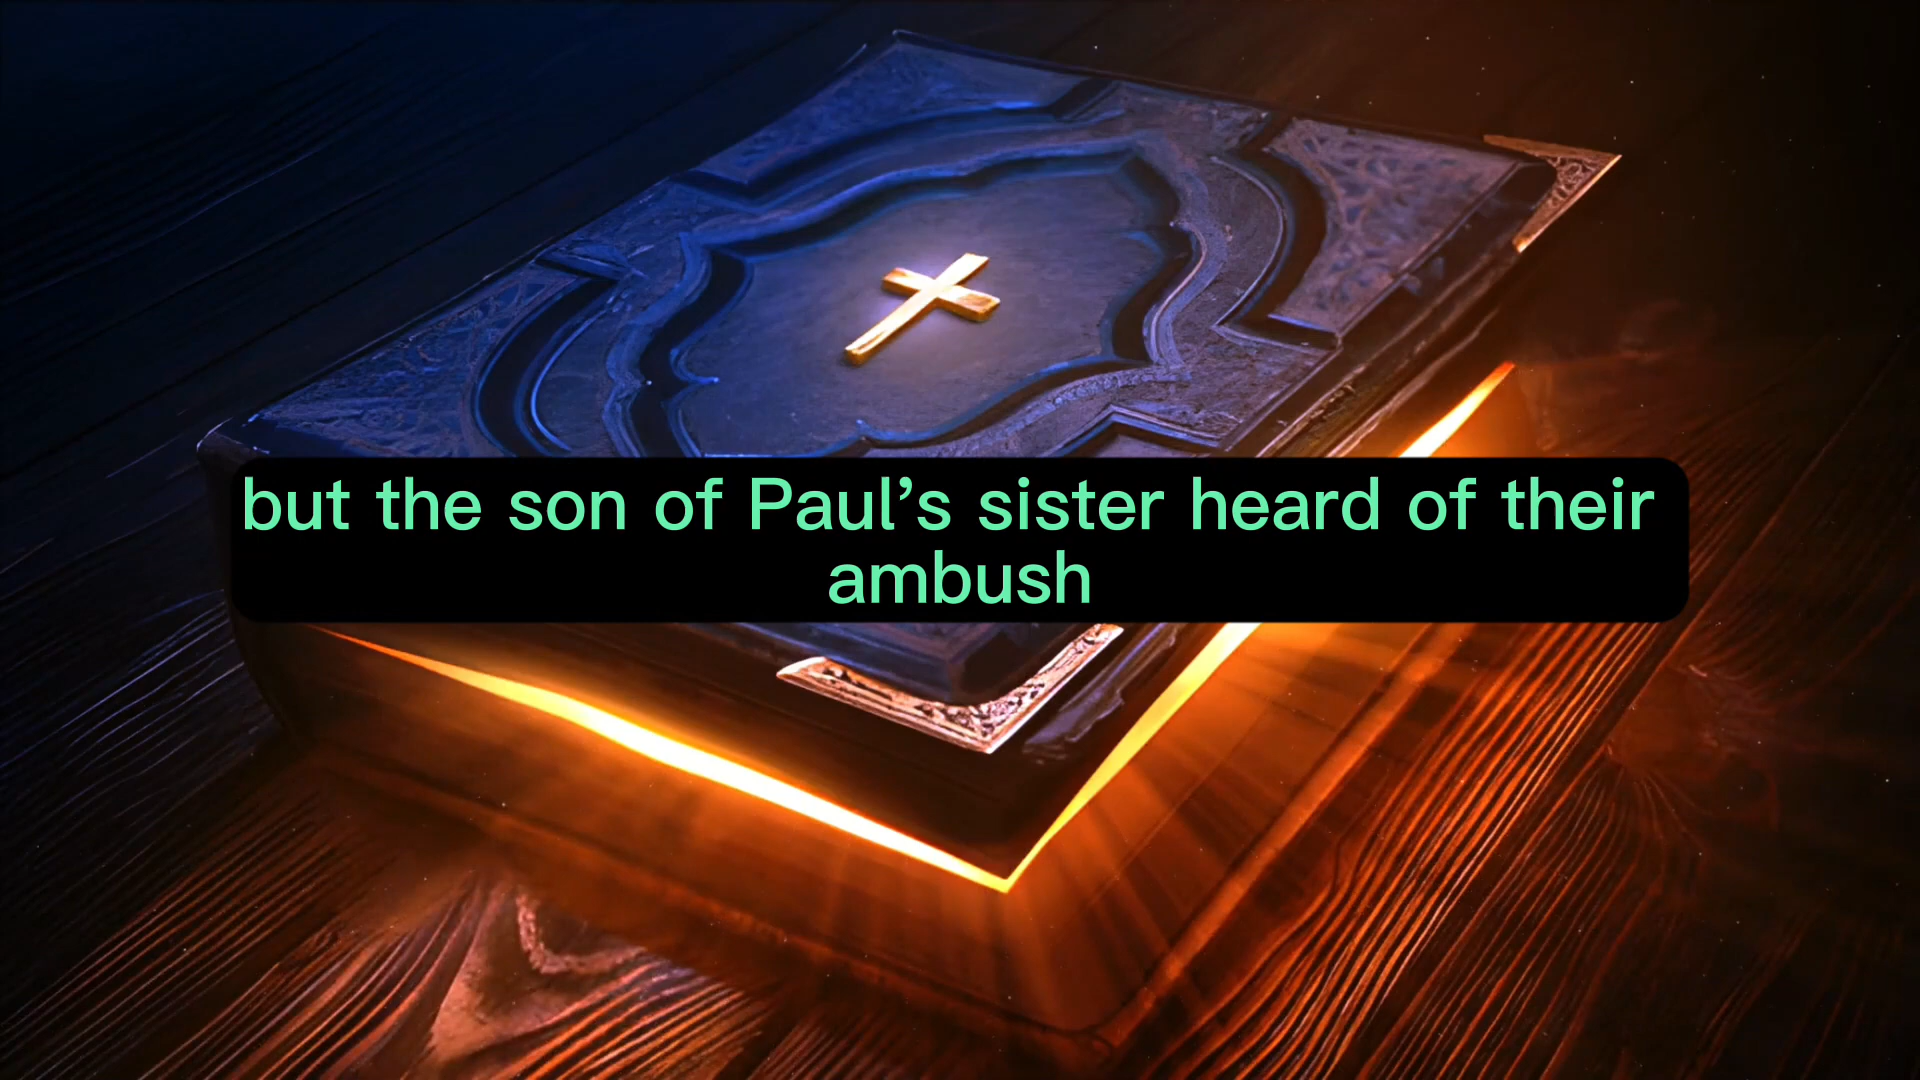 but the son of Paul’s sister heard of their
ambush